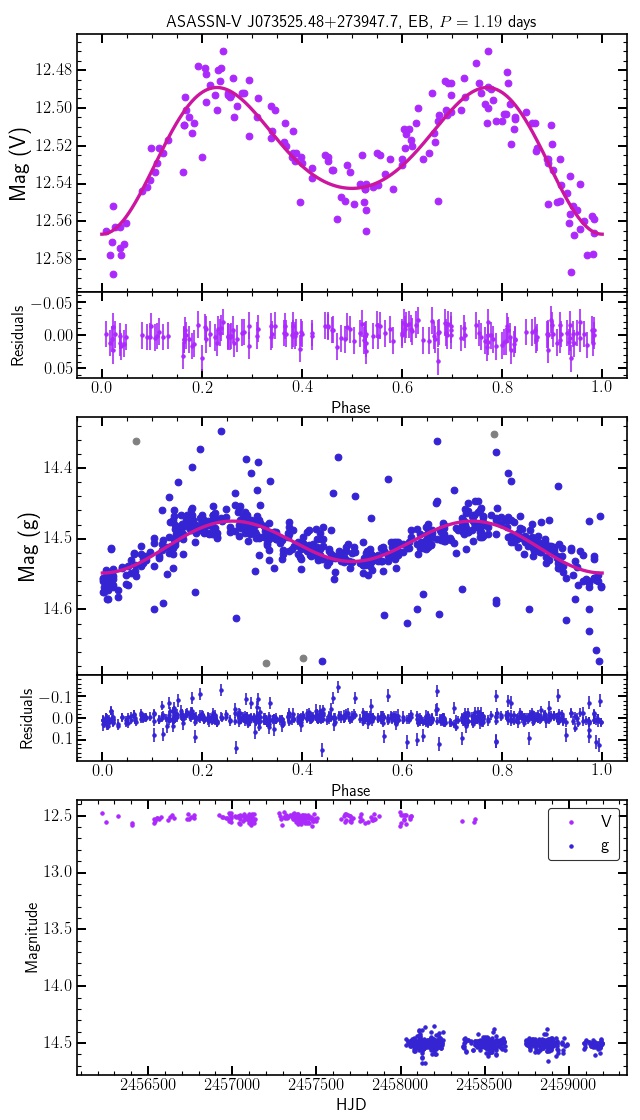 ASASSN-V J073525.48+273947.7, EB, P = 1.19 days
12.48
12.50
12.52
12.54
12.56
12.58
Mag (V)
−0.05
0.00
0.05
Residuals
0.0 0.2 0.4 0.6 0.8 1.0
Phase
14.4
14.5
14.6
Mag (g)
−0.1
0.0
0.1
Residuals
0.0 0.2 0.4 0.6 0.8 1.0
Phase
12.5
13.0
13.5
14.0
14.5
Magnitude
V
g
2456500 2457000 2457500 2458000 2458500 2459000
HJD